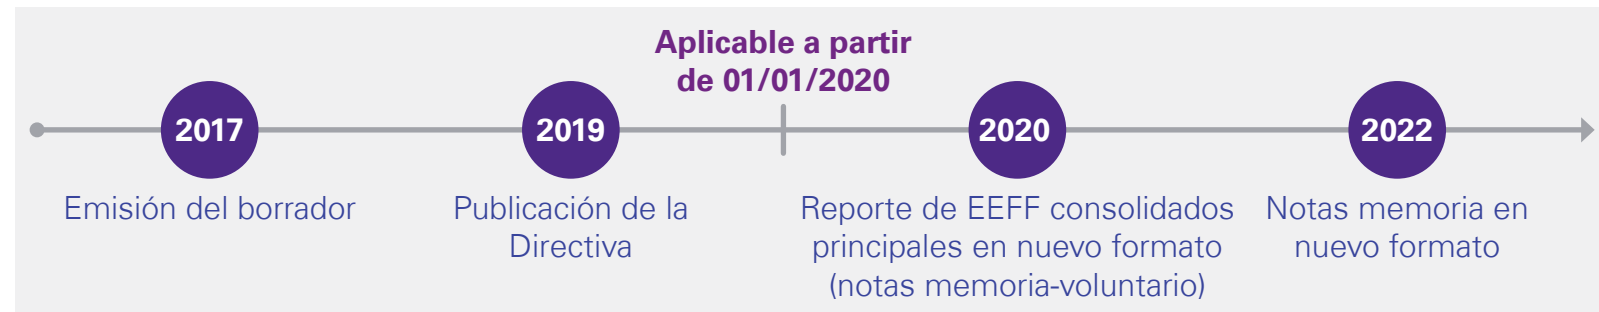 Aplicable a partir
de 01/01/2020
2017
2019
2020
2022
Emisión del borrador
Publicación de la
Directiva
Reporte de EEFF consolidados
principales en nuevo formato
(notas memoria-voluntario)
Notas memoria en
nuevo formato